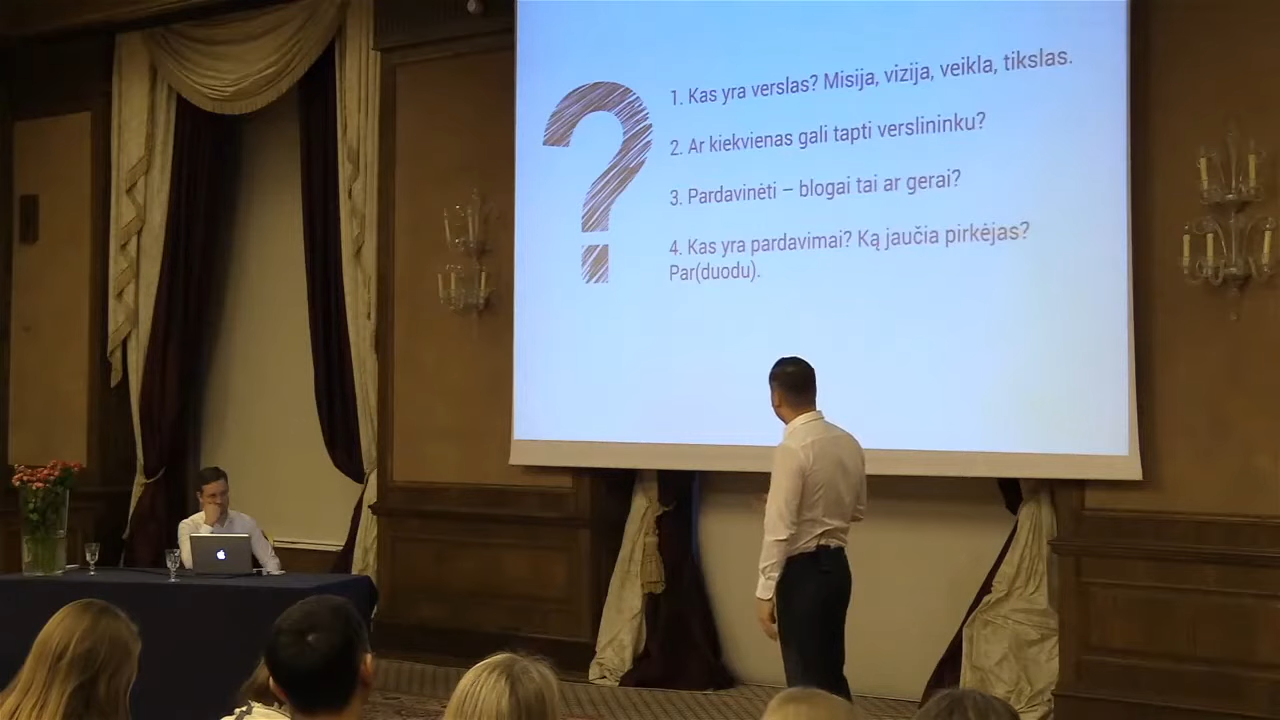 ?
1. Kas yra verslas? Misija, vizija, veikla, tikslas.
2. Ar kiekvienas gali tapti verslininku?
3. Pardavinėti – blogai tai ar gerai?
4. Kas yra pardavimai? Ką jaučia pirkėjas?
Par(duodu).